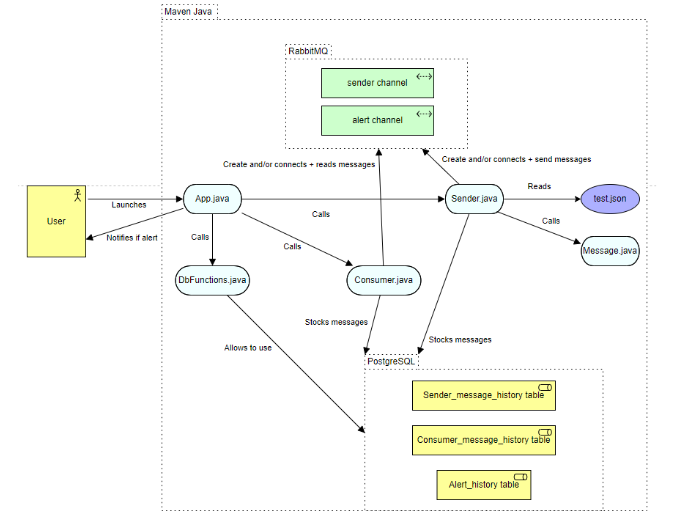 Maven Java
RabbitMQ
sender channel
alert channel
Create and/or connects + reads messages
Create and/or connects + send messages
User
Launches
App.java
Calls
Sender.java
Reads
test.json
Notifies if alert
Calls
Calls
Calls
Message.java
DbFunctions.java
Consumer.java
Stocks messages
Stocks messages
Allows to use
PostgreSQL
Sender_message_history table
Consumer_message_history table
Alert_history table